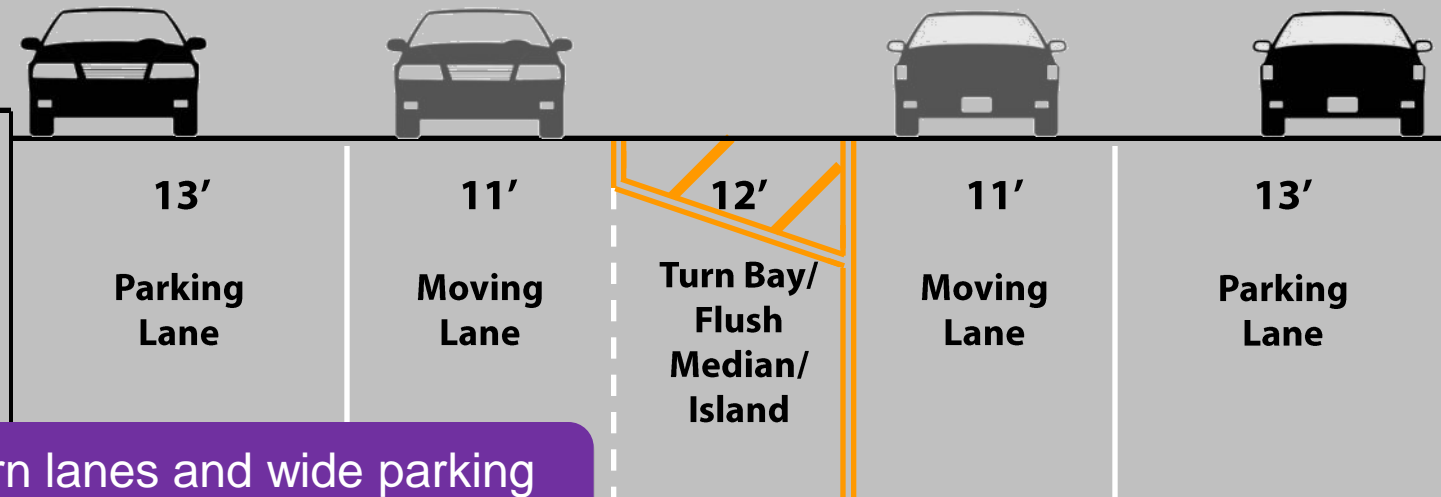 13′ 11′ 12′ 11′ 13′
Parking
Lane
Moving
Lane
Turn Bay/
Flush
Median/
Island
Moving
Lane
Parking
Lane
rn lanes and wide parking